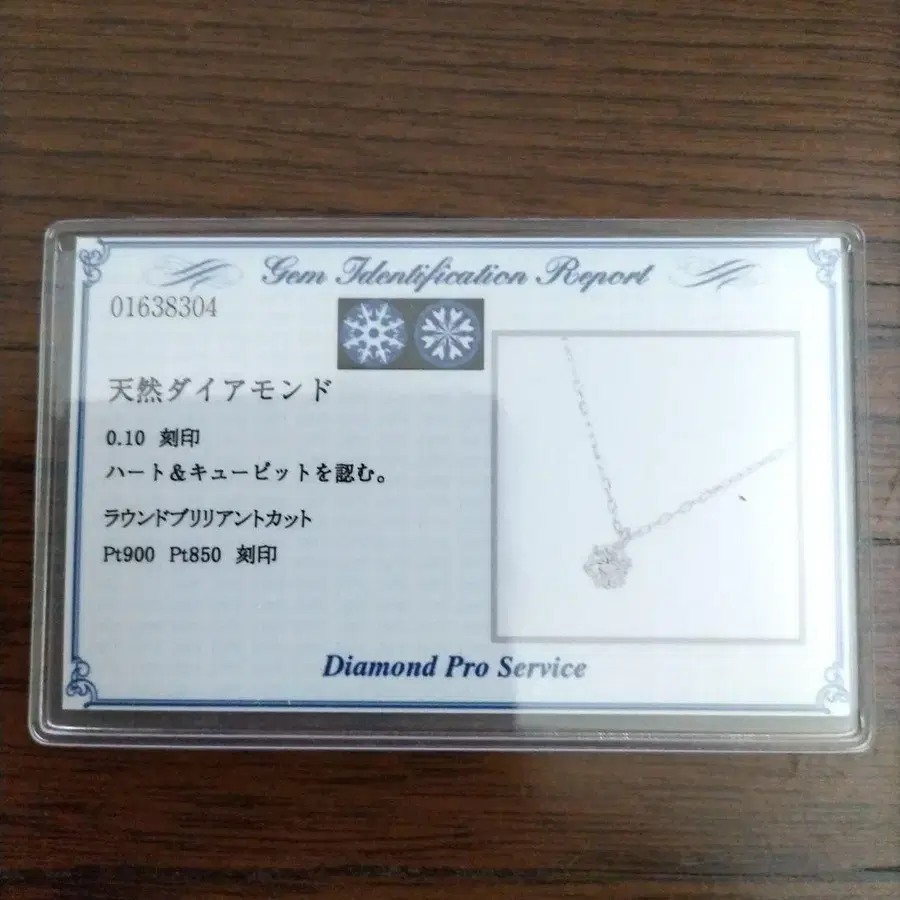 Gem Identification Report
01638304
天然ダイアモンド
0.10 刻印
ハート&キューピットを認む。
ラウンドブリリアントカット
Pt900 Pt850 刻印
Diamond Pro Service